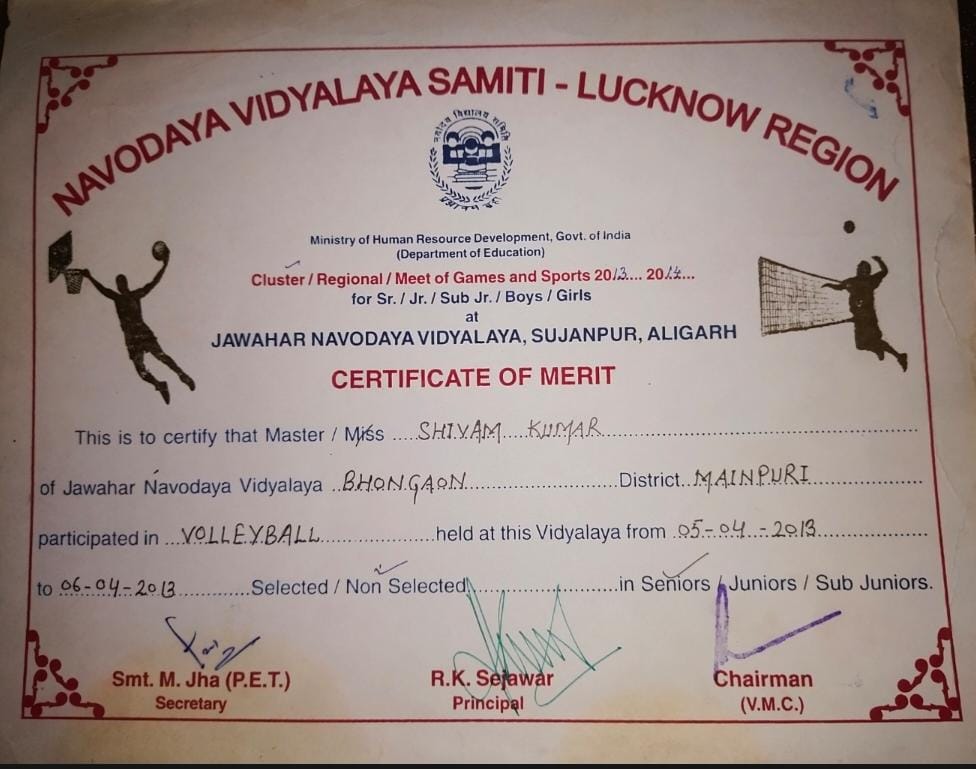 NAVODAYA VIDYALAYA SAMITI - LUCKNOW REGION
नवोदय विद्यालय समिति
Ministry of Human Resource Development, Govt. of India
(Department of Education)
Cluster / Regional / Meet of Games and Sports 2013.... 2014....
for Sr. / Jr. / Sub Jr. / Boys / Girls
at
JAWAHAR NAVODAYA VIDYALAYA, SUJANPUR, ALIGARH
CERTIFICATE OF MERIT
This is to certify that Master / Miss .....SHIVAM....KUMAR...
of Jawahar Navodaya Vidyalaya ..BHONGAON...District..MAINPURI...
participated in ...VOLLEYBALL...held at this Vidyalaya from .05-04-2013...
to 06-04-2013...Selected / Non Selected...in Seniors / Juniors / Sub Juniors.
Smt. M. Jha (P.E.T.) R.K. Sejawar Chairman
Secretary Principal (V.M.C.)